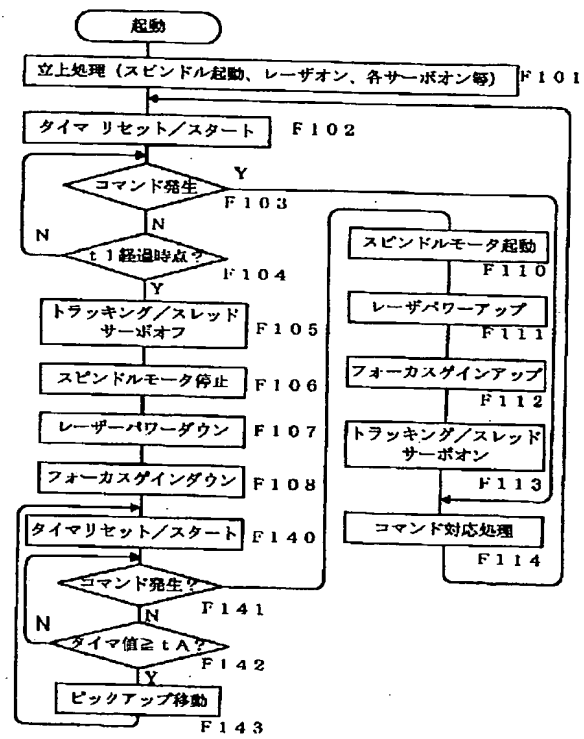 起動
立上処理（スピンドル起動、レーザオン、各サーボオン等） F101
タイマ リセット／スタート F102
コマンド発生 Y
F103
N
N
t1経過時点？
F104
Y
トラッキング／スレッド
サーボオフ F105
スピンドルモータ停止 F106
レーザーパワーダウン F107
フォーカスゲインダウン F108
タイマリセット／スタート F140
コマンド発生？
F141
N
N
タイマ値≧tA？
F142
Y
ピックアップ移動
F143
スピンドルモータ起動
F110
レーザパワーアップ
F111
フォーカスゲインアップ
F112
トラッキング／スレッド
サーボオン
F113
コマンド対応処理
F114